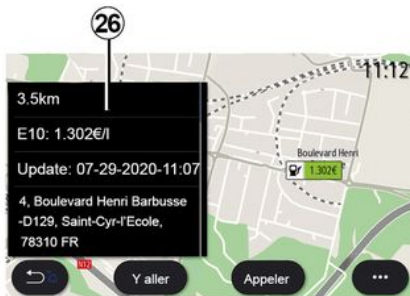 26
11:12
3.5km
E10: 1.302€/l
Update: 07-29-2020-11:07
4, Boulevard Henri Barbusse
-D129, Saint-Cyr-l'Ecole,
78310 FR
Boulevard Henri
1.302€
N12
Y aller
Appeler